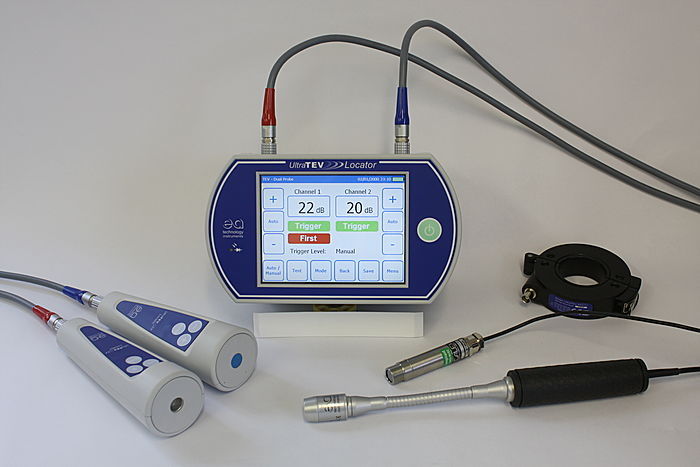 UltraTEV Locator
TEV - Dual Probe
Channel 1 Channel 2
+ 22 dB 20 dB +
Auto Trigger Trigger Auto
- First -
Trigger Level: Manual
Auto / Manual Test Mode Back Save Menu
ea
technology
instruments